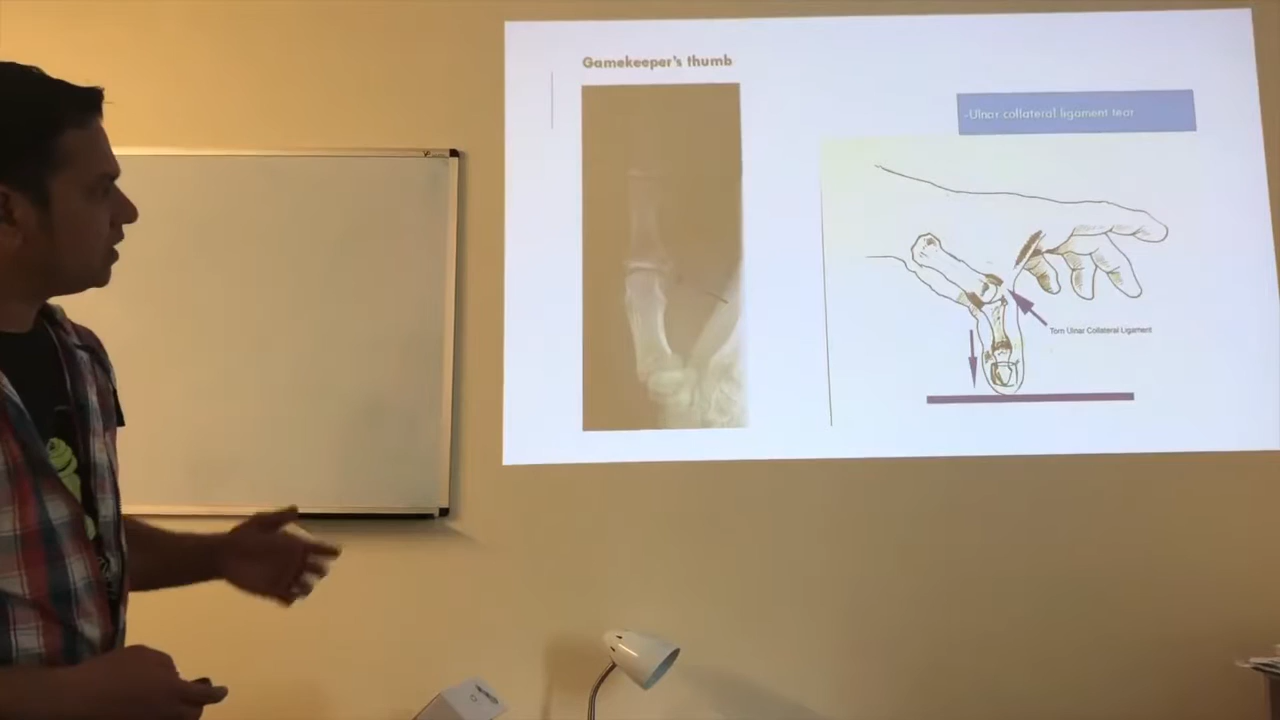 Gamekeeper's thumb
-Ulnar collateral ligament tear
Torn Ulnar Collateral Ligament